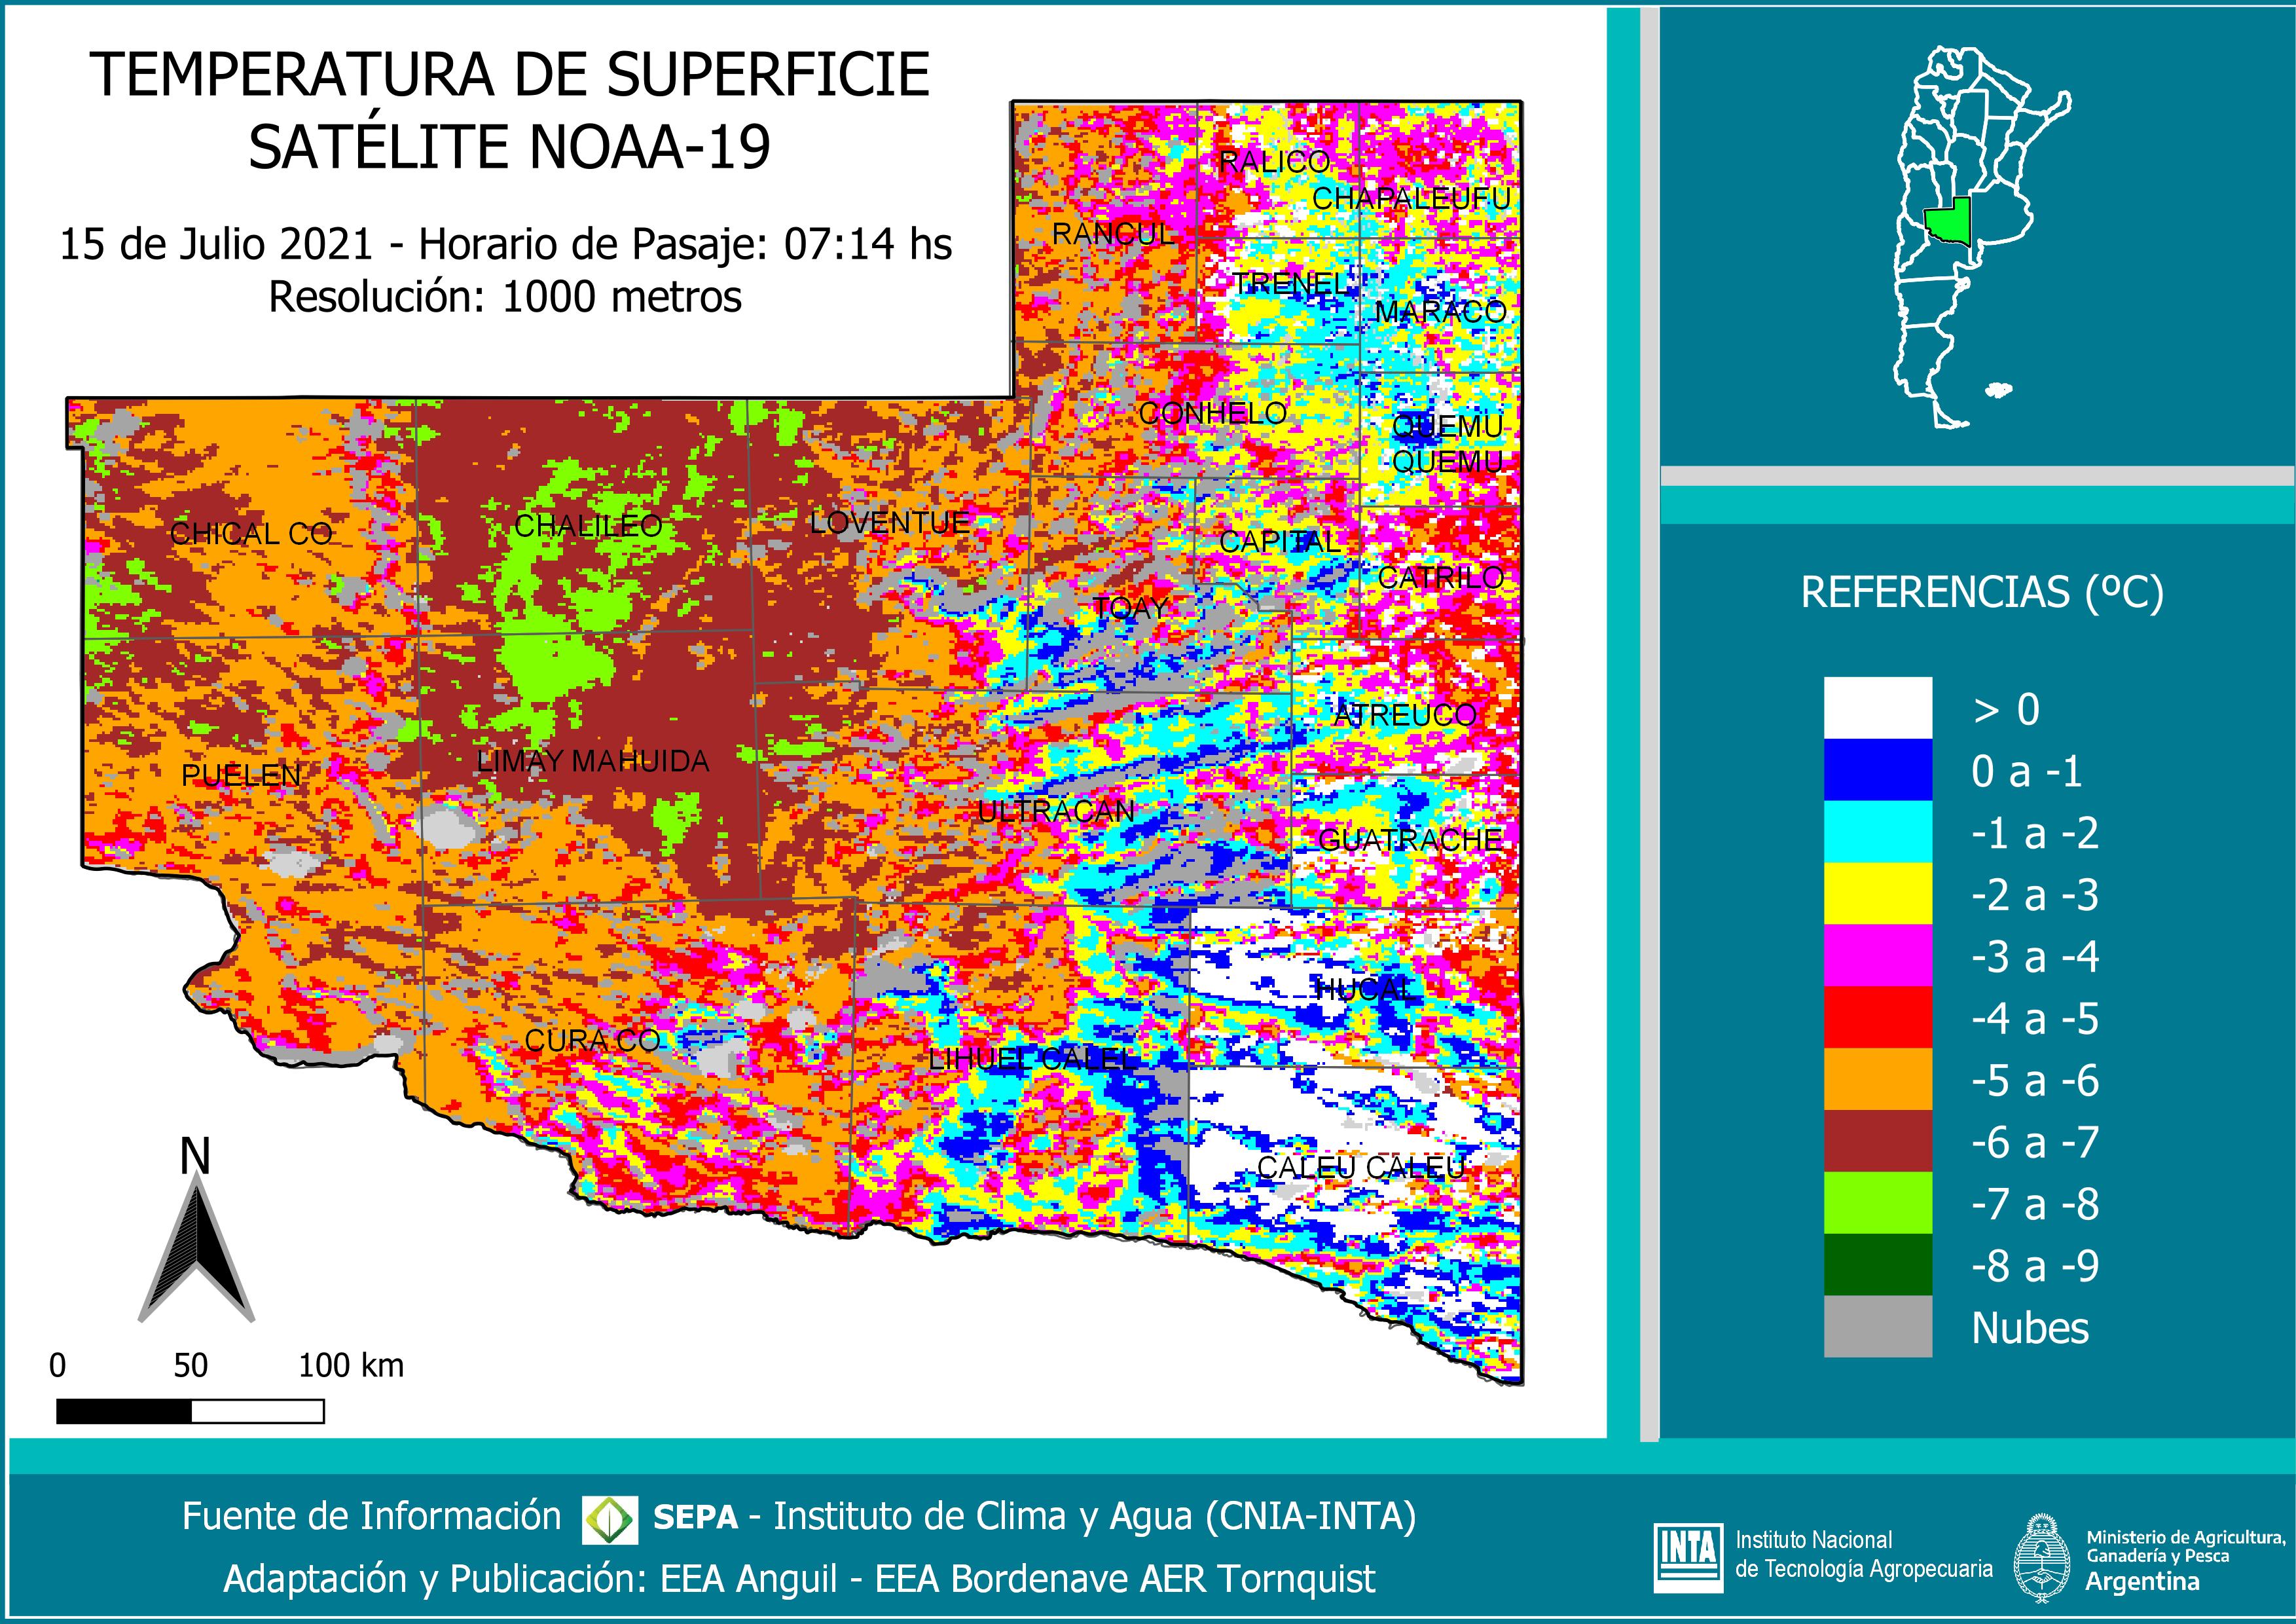 TEMPERATURA DE SUPERFICIE
SATÉLITE NOAA-19
15 de Julio 2021 - Horario de Pasaje: 07:14 hs
Resolución: 1000 metros
RALICO
CHAPALEUFU
RANCUL
TRENEL
MARACO
CONHELO
QUEMU
QUEMU
CHICAL CO
CHALILEO
LOVENTUE
CAPITAL
CATRILO
TOAY
ATREUCO
PUELEN
LIMAY MAHUIDA
ULTRACAN
GUATRACHE
HUCAL
CURA CO
LIHUEL CALEL
CALEU CALEU
N
0 50 100 km
REFERENCIAS (ºC)
> 0
0 a -1
-1 a -2
-2 a -3
-3 a -4
-4 a -5
-5 a -6
-6 a -7
-7 a -8
-8 a -9
Nubes
Fuente de Información SEPA - Instituto de Clima y Agua (CNIA-INTA)
Adaptación y Publicación: EEA Anguil - EEA Bordenave AER Tornquist
INTA
Instituto Nacional
de Tecnología Agropecuaria
Ministerio de Agricultura,
Ganadería y Pesca
Argentina